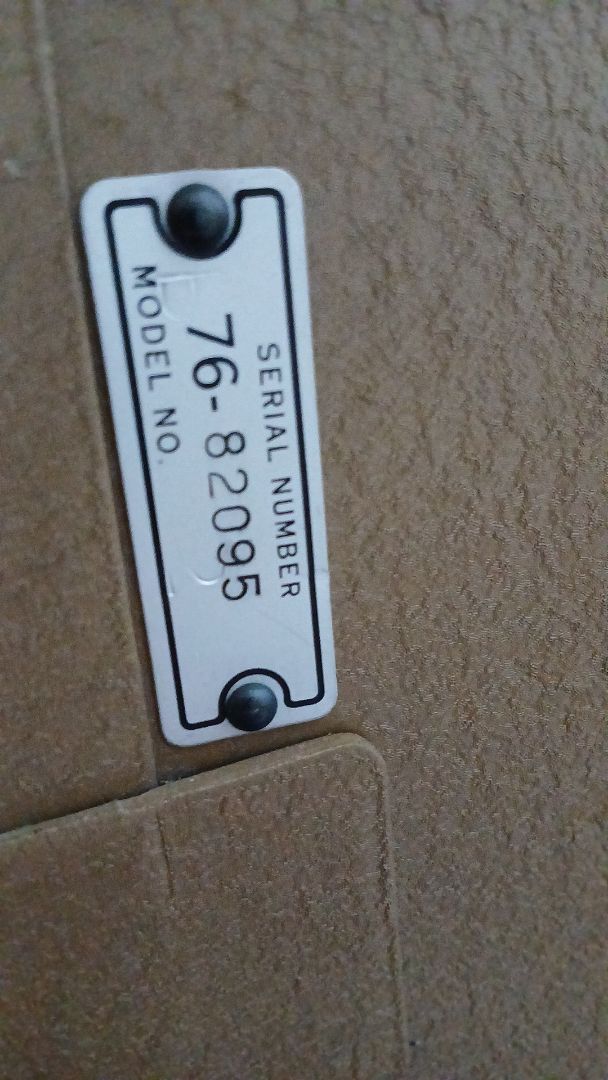 SERIAL NUMBER
76-82095
MODEL NO.